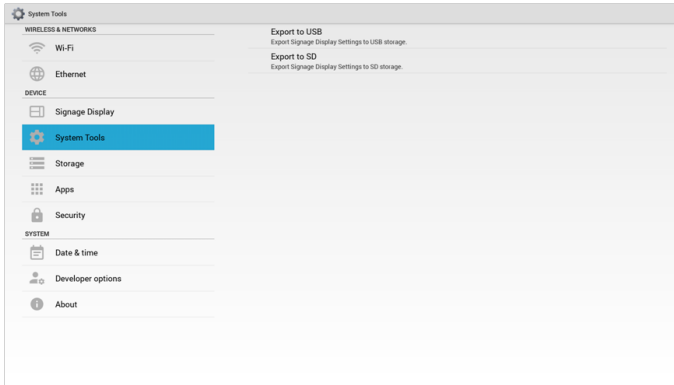 System Tools
WIRELESS & NETWORKS
Wi-Fi
Ethernet
DEVICE
Signage Display
System Tools
Storage
Apps
Security
SYSTEM
Date & time
Developer options
About
Export to USB
Export Signage Display Settings to USB storage.
Export to SD
Export Signage Display Settings to SD storage.